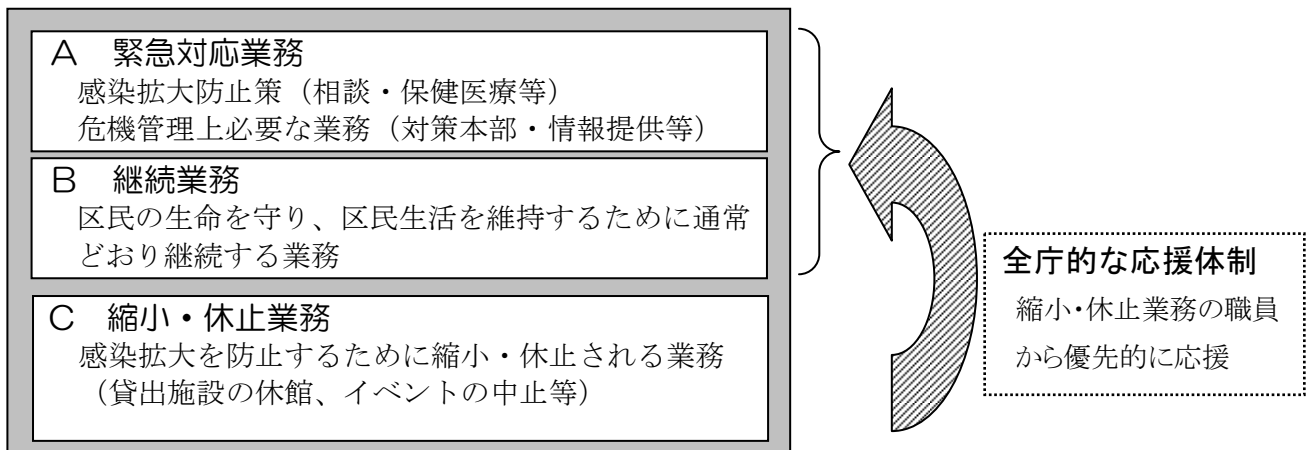 A　緊急対応業務
感染拡大防止策（相談・保健医療等）
危機管理上必要な業務（対策本部・情報提供等）
B　継続業務
区民の生命を守り、区民生活を維持するために通常
どおり継続する業務
C　縮小・休止業務
感染拡大を防止するために縮小・休止される業務
（貸出施設の休館、イベントの中止等）
全庁的な応援体制
縮小・休止業務の職員
から優先的に応援